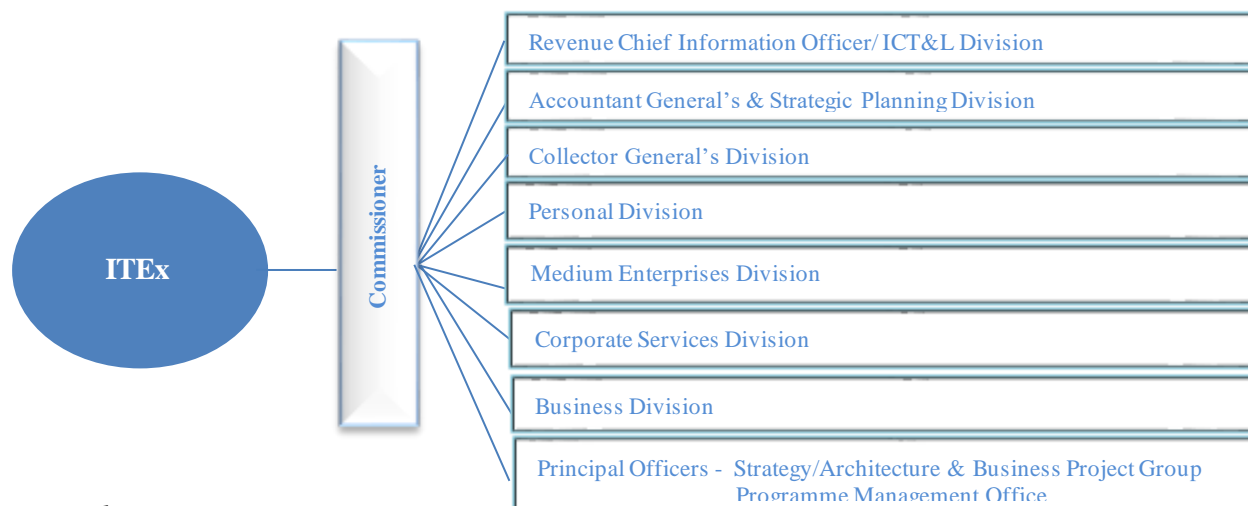 Revenue Chief Information Officer/ ICT&L Division
Accountant General's & Strategic Planning Division
Collector General's Division
Personal Division
ITEx
Commissioner
Medium Enterprises Division
Corporate Services Division
Business Division
Principal Officers - Strategy/Architecture & Business Project Group
Programme Management Office